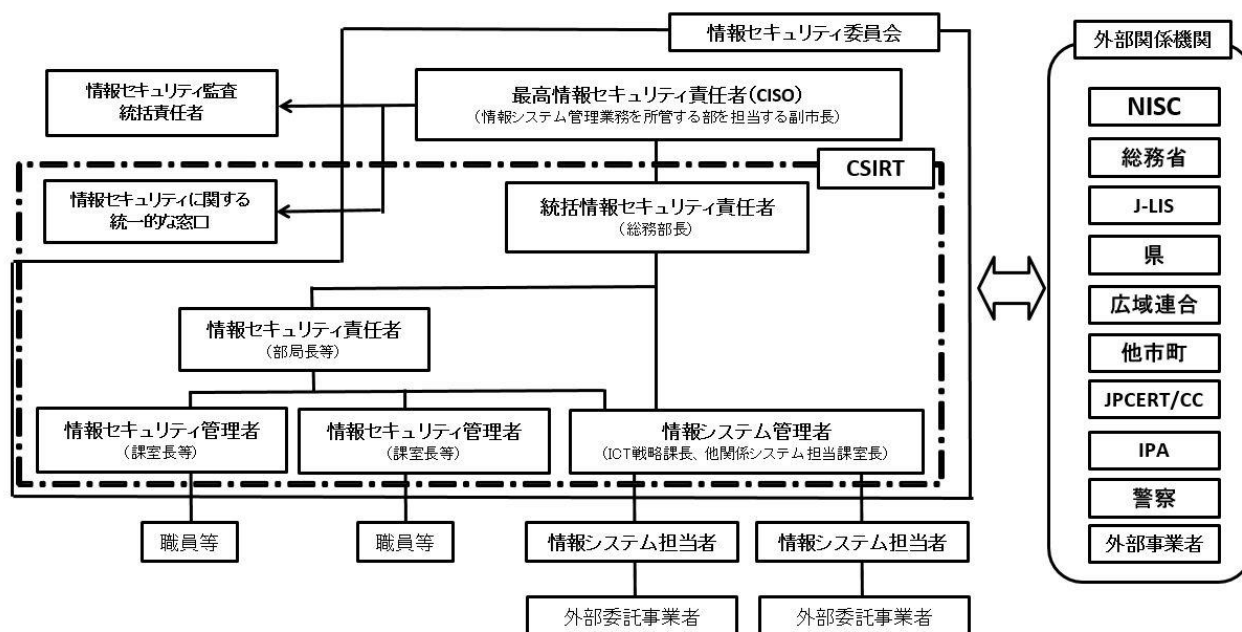 情報セキュリティ委員会
外部関係機関
情報セキュリティ監査
統括責任者
最高情報セキュリティ責任者(CISO)
(情報システム管理業務を所管する部を担当する副市長)
CSIRT
情報セキュリティに関する
統一的な窓口
統括情報セキュリティ責任者
(総務部長)
情報セキュリティ責任者
(部局長等)
情報セキュリティ管理者
(課室長等)
情報セキュリティ管理者
(課室長等)
情報システム管理者
(ICT戦略課長、他関係システム担当課室長)
職員等
職員等
情報システム担当者
情報システム担当者
外部委託事業者
外部委託事業者
NISC
総務省
J-LIS
県
広域連合
他市町
JPCERT/CC
IPA
警察
外部事業者